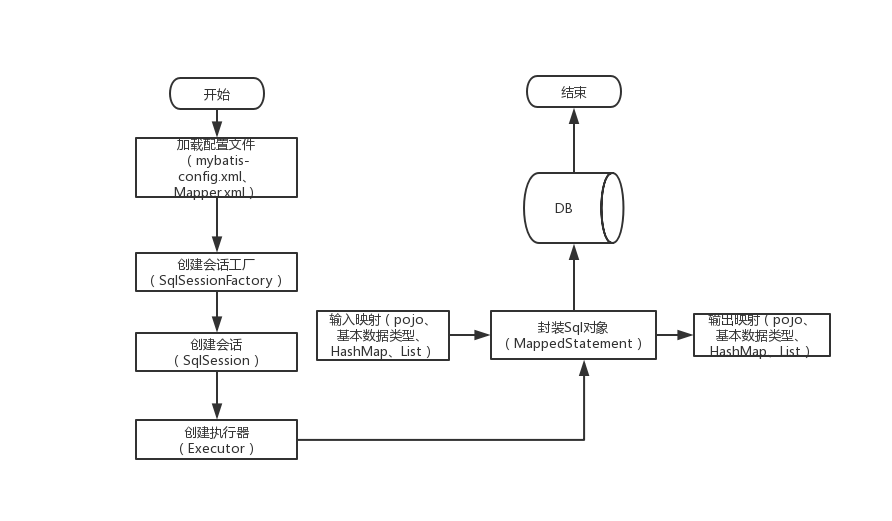 开始
加载配置文件
（mybatis-
config.xml、
Mapper.xml）
创建会话工厂
（SqlSessionFactory）
创建会话
（SqlSession）
创建执行器
（Executor）
输入映射（pojo、
基本数据类型、
HashMap、List）
封装Sql对象
（MappedStatement）
输出映射（pojo、
基本数据类型、
HashMap、List）
DB
结束